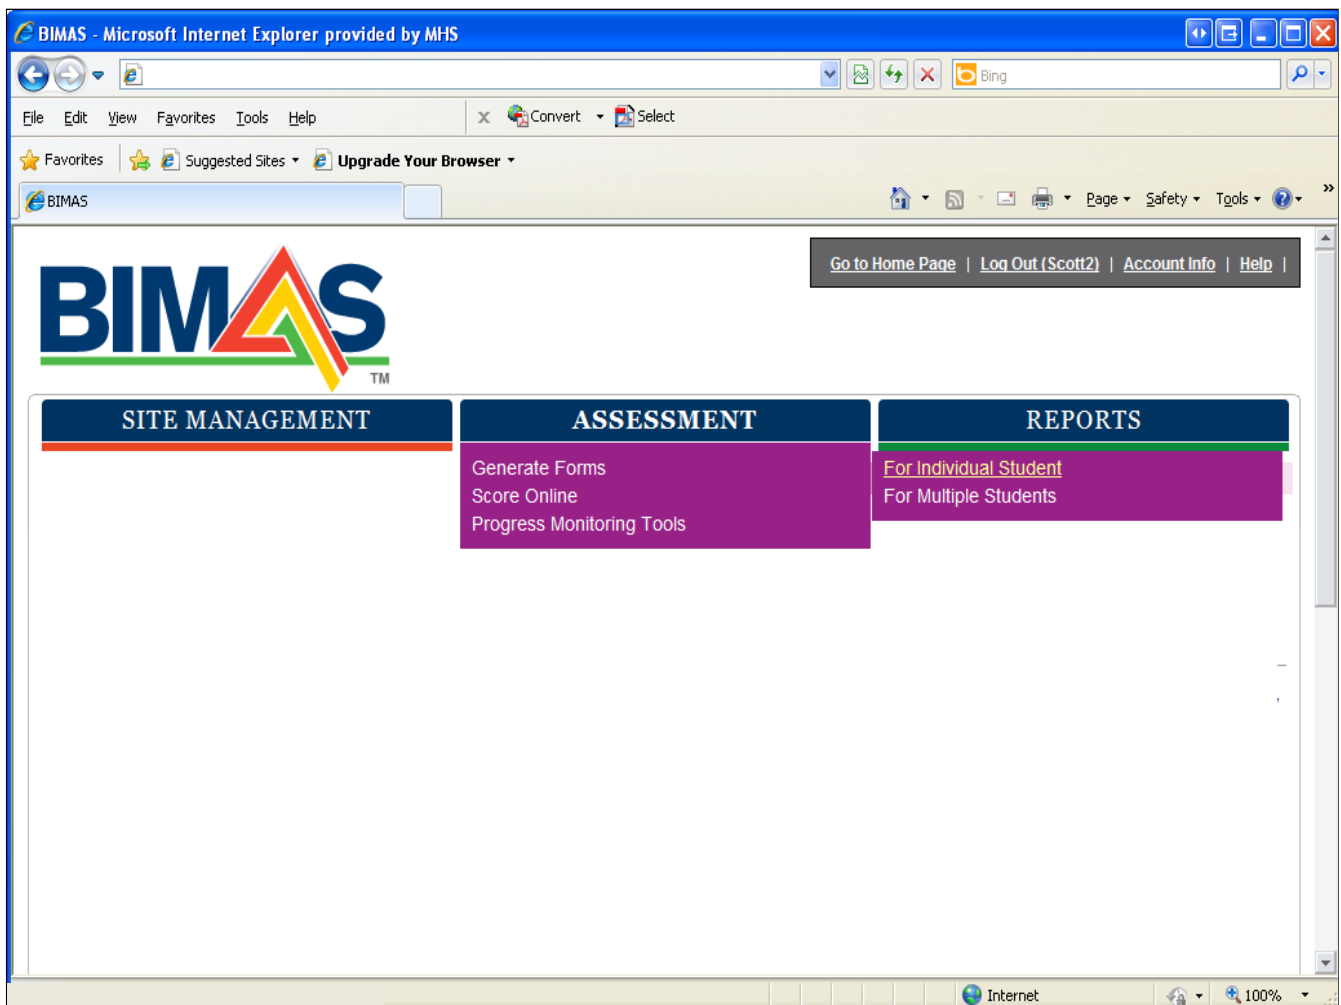 BIMAS - Microsoft Internet Explorer provided by MHS
Bing
File Edit View Favorites Tools Help x Convert Select
Favorites Suggested Sites Upgrade Your Browser
BIMAS Page Safety Tools »
Go to Home Page | Log Out (Scott2) | Account Info | Help |
BIMAS
TM
SITE MANAGEMENT ASSESSMENT REPORTS
Generate Forms For Individual Student
Score Online For Multiple Students
Progress Monitoring Tools
Internet 100%